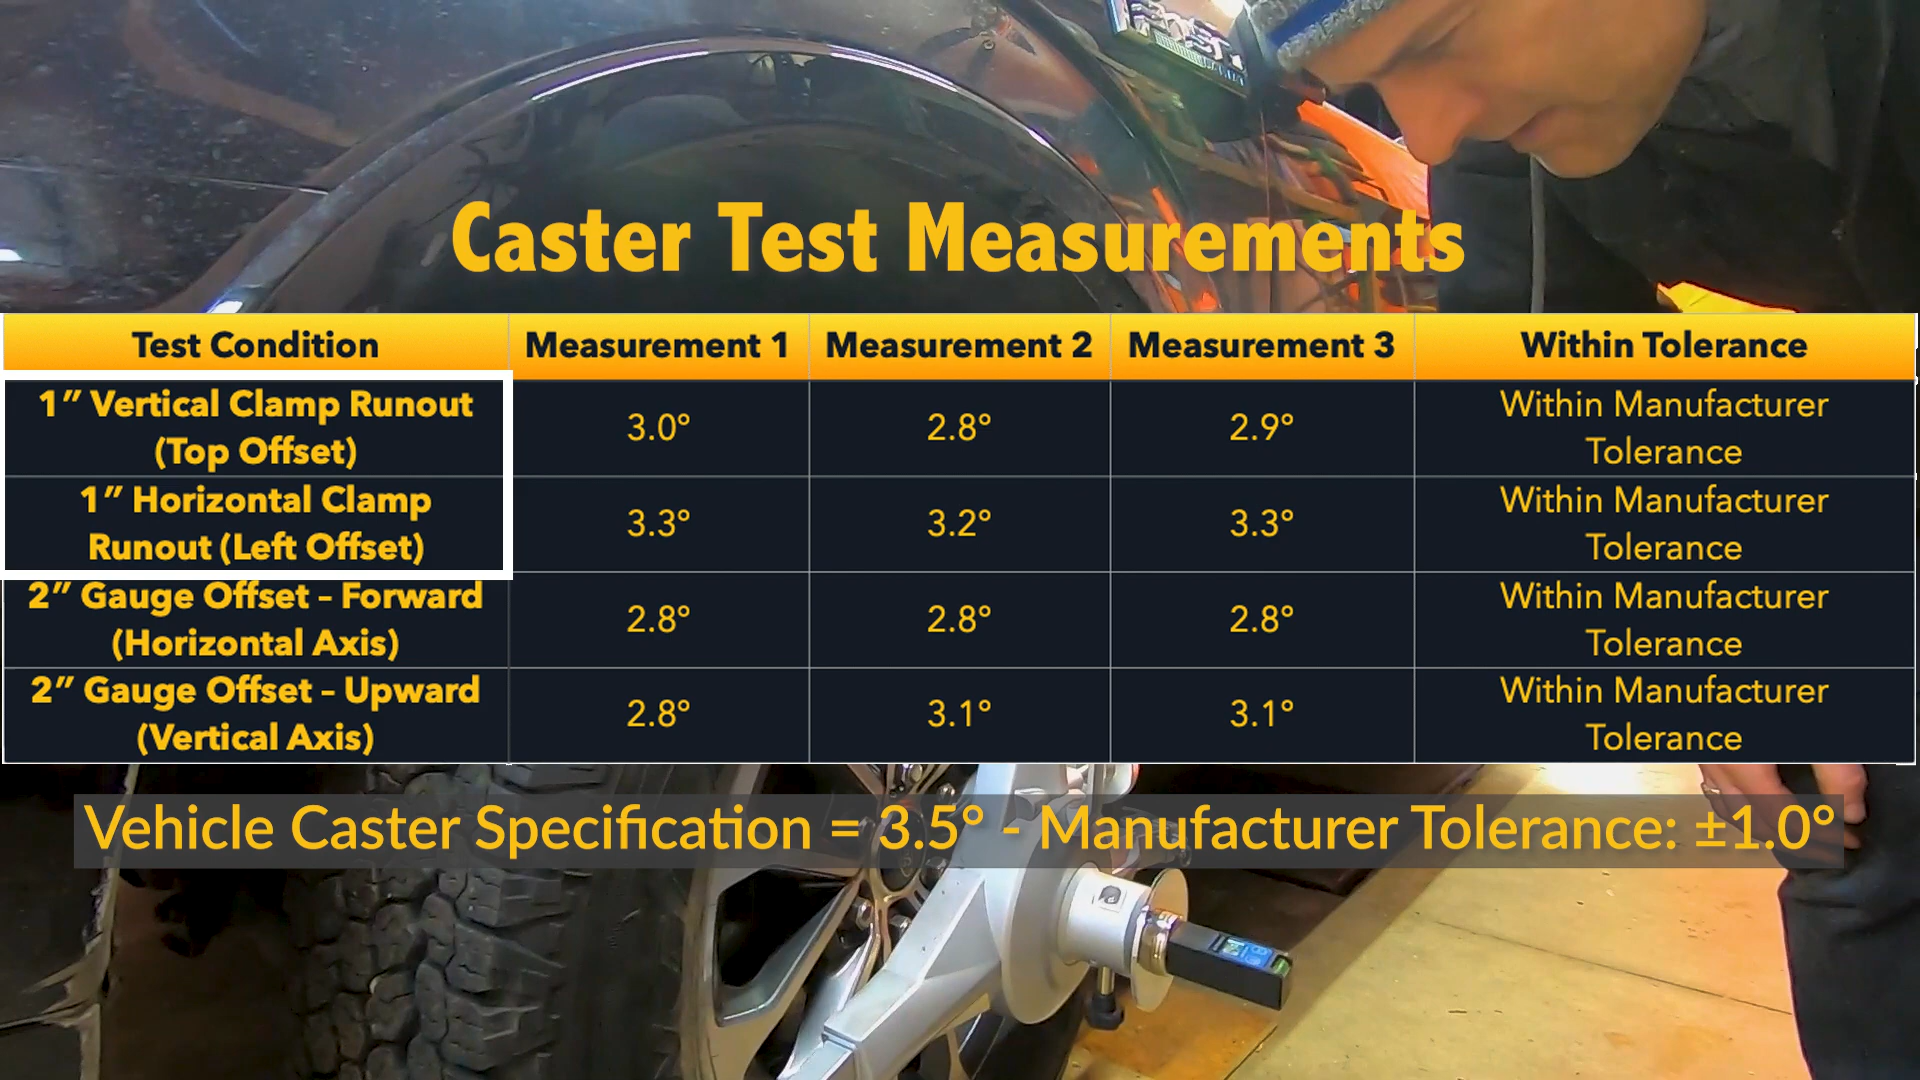 Caster Test Measurements
Test Condition Measurement 1 Measurement 2 Measurement 3 Within Tolerance
1” Vertical Clamp Runout (Top Offset) 3.0° 2.8° 2.9° Within Manufacturer Tolerance
1” Horizontal Clamp Runout (Left Offset) 3.3° 3.2° 3.3° Within Manufacturer Tolerance
2” Gauge Offset – Forward (Horizontal Axis) 2.8° 2.8° 2.8° Within Manufacturer Tolerance
2” Gauge Offset – Upward (Vertical Axis) 2.8° 3.1° 3.1° Within Manufacturer Tolerance
Vehicle Caster Specification = 3.5° - Manufacturer Tolerance: ±1.0°